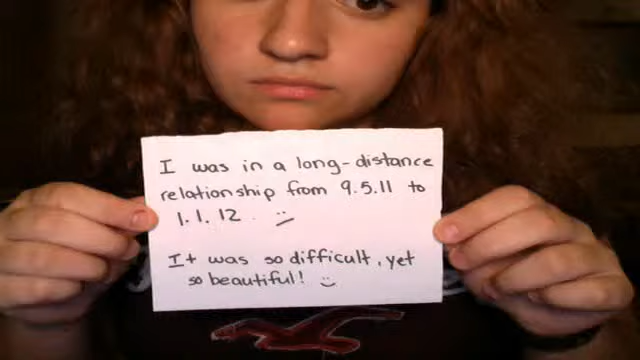 I was in a long-distance
relationship from 9.5.11 to
1.1.12. :/
It was so difficult, yet
so beautiful! :)